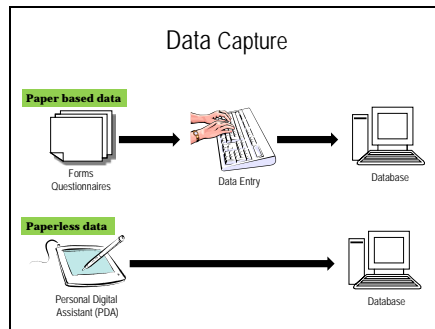 Data Capture
Paper based data
Forms
Questionnaires
Data Entry
Database
Paperless data
Personal Digital
Assistant (PDA)
Database